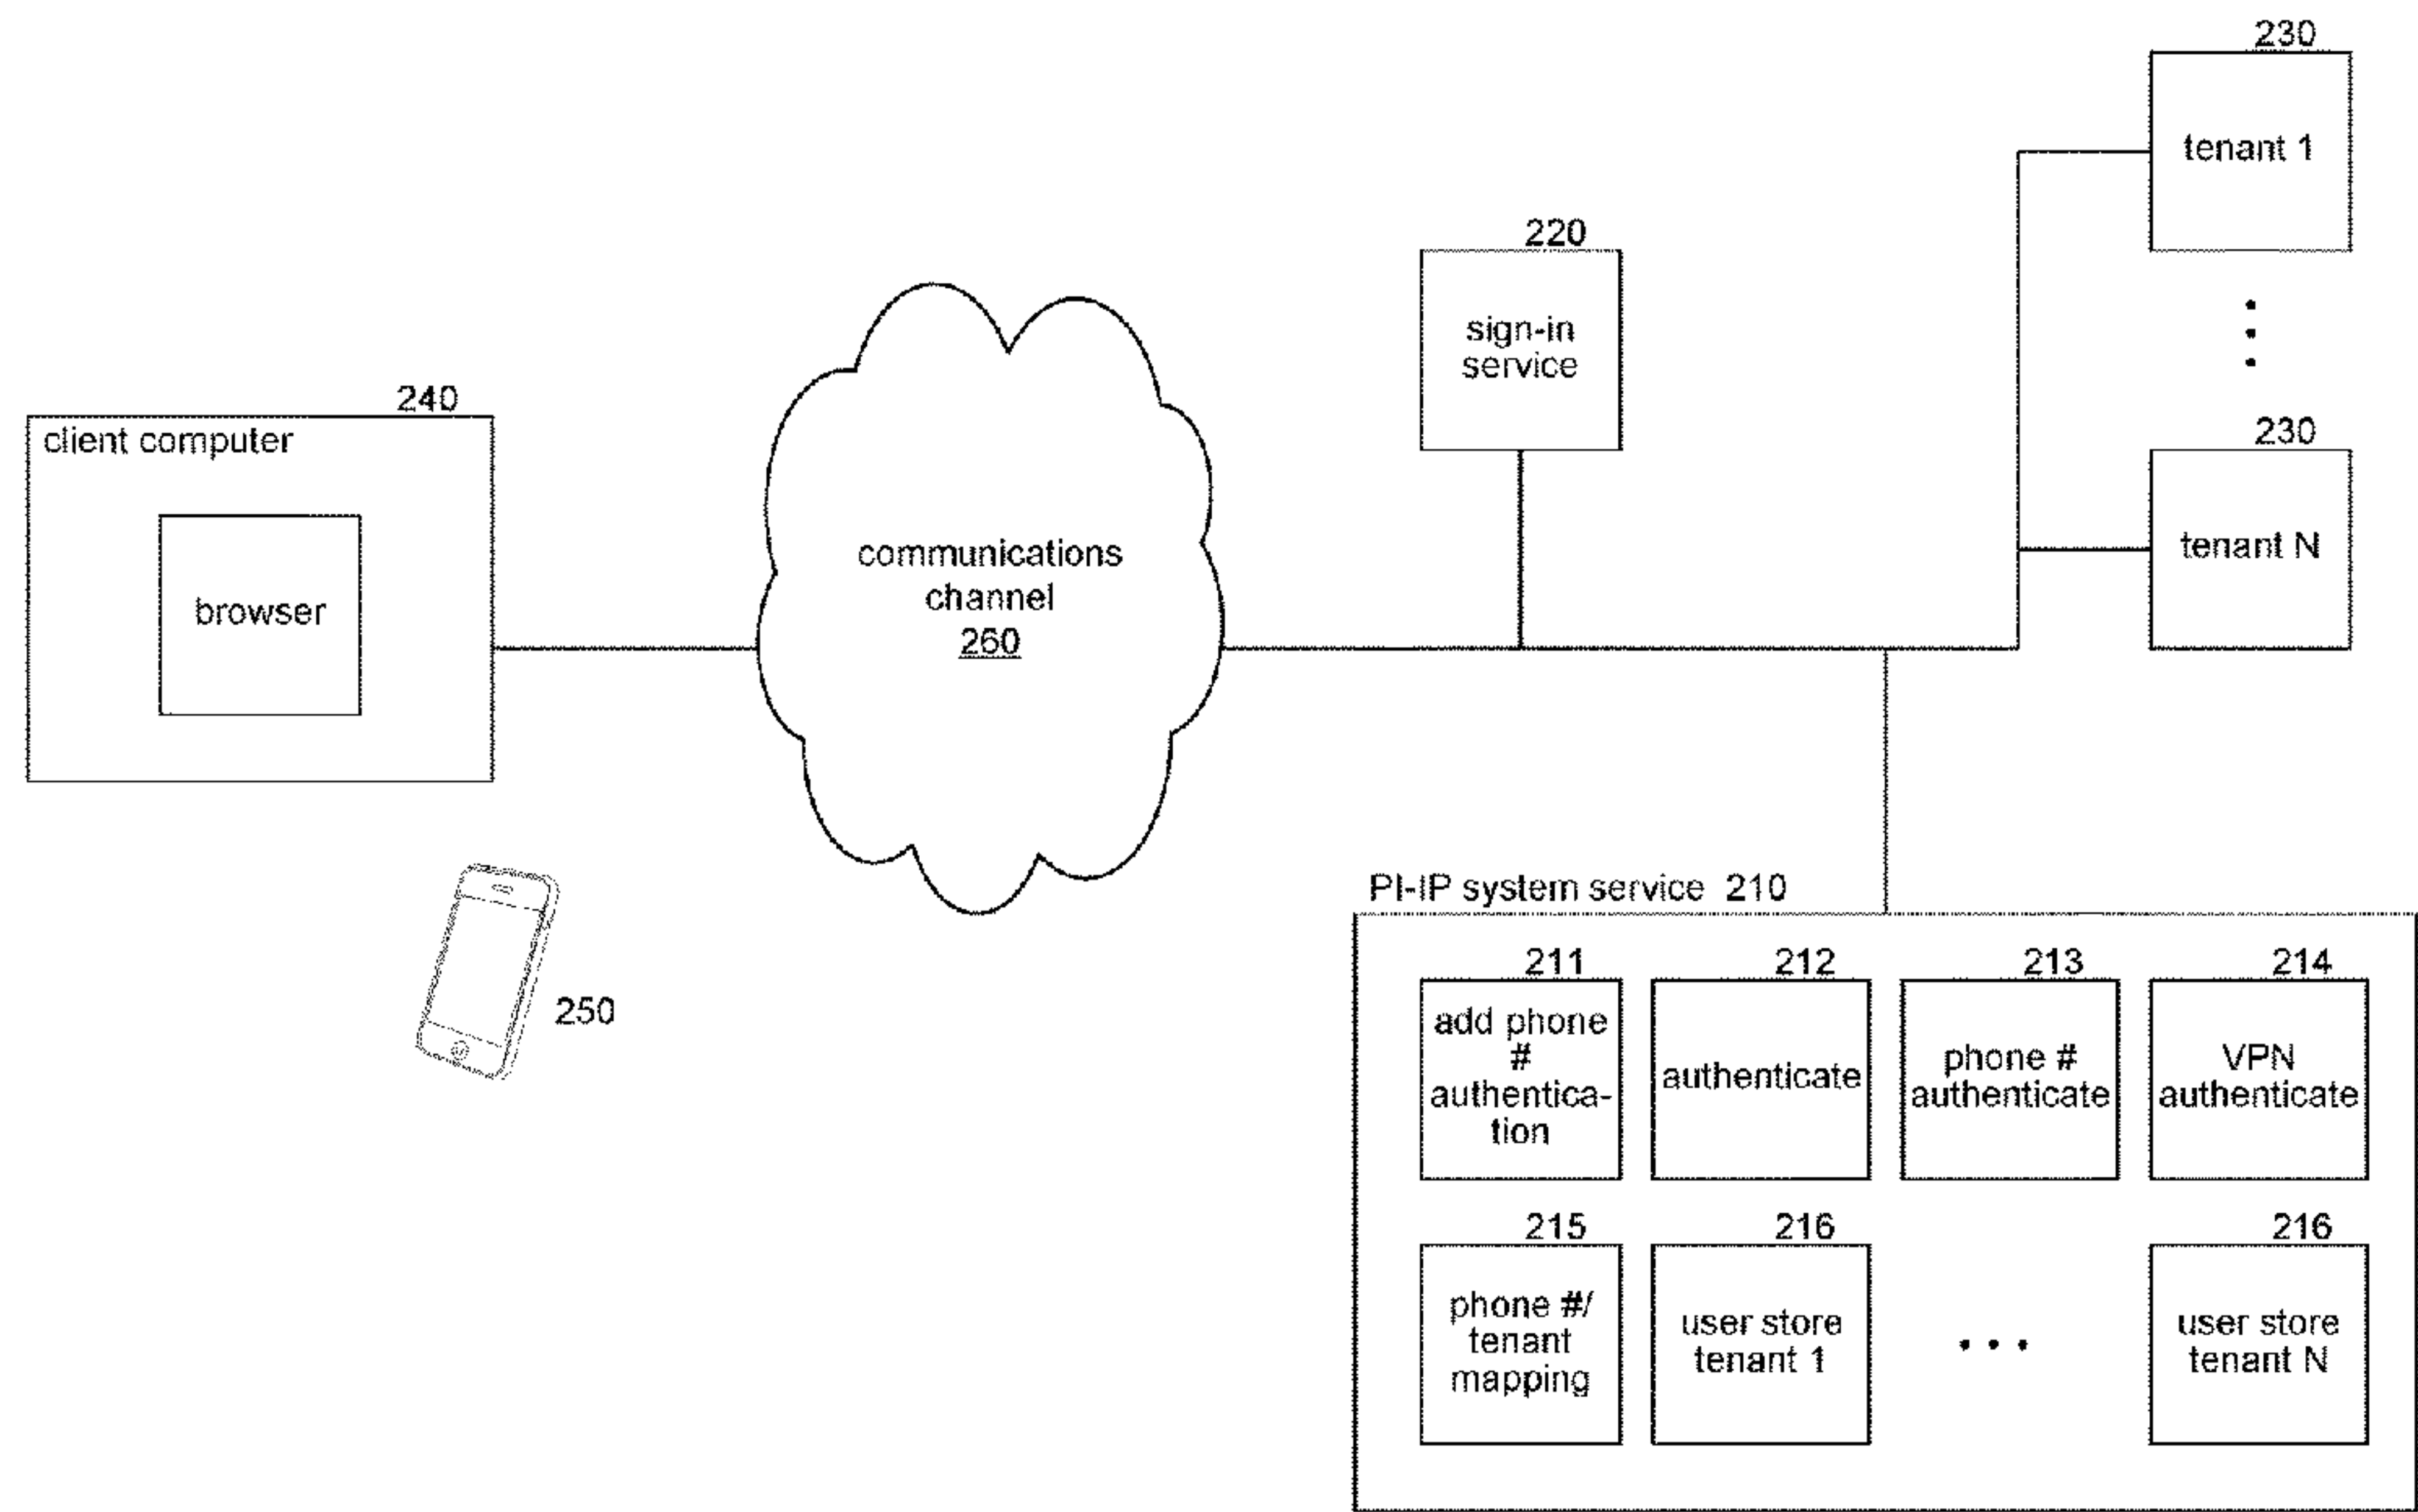 230
tenant 1
220
sign-in
service
240
client computer
230
browser
communications
channel
260
tenant N
PI-IP system service 210
250
211
212
213
214
add phone
#
authentica-
tion
authenticate
phone #
authenticate
VPN
authenticate
215
216
216
phone #/
tenant
mapping
user store
tenant 1
user store
tenant N